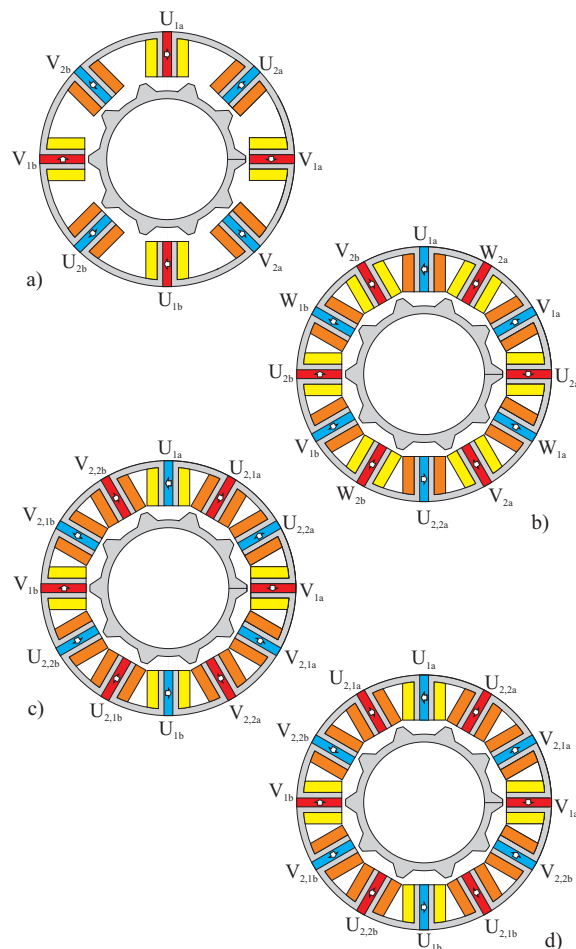 U1a
V2b
U2a
V1b
V1a
U2b
V2a
a)
U1b
U1a
V2b
W2a
W1b
V1a
U2b
U2a
V1b
W1a
W2b
V2a
U2,2a
b)
U1a
V2,2b
U2,1a
V2,1b
U2,2a
V1b
V1a
U2,2b
V2,1a
U2,1b
V2,2a
c)
U1b
U1a
U2,1a
U2,2a
V2,2b
V2,1a
V1b
V1a
V2,1b
V2,2b
U2,2b
U2,1b
U1b
d)